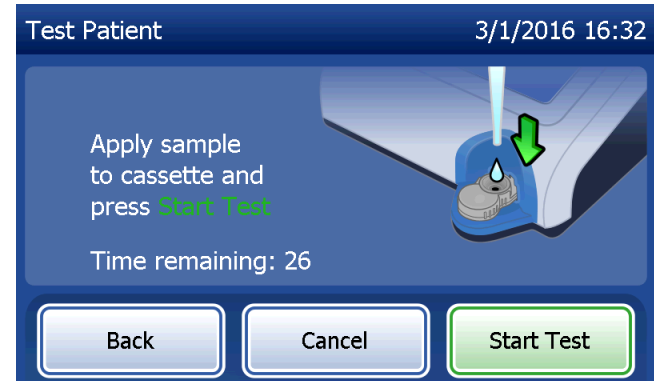 Test Patient 3/1/2016 16:32
Apply sample
to cassette and
press Start Test
Time remaining: 26
Back Cancel Start Test